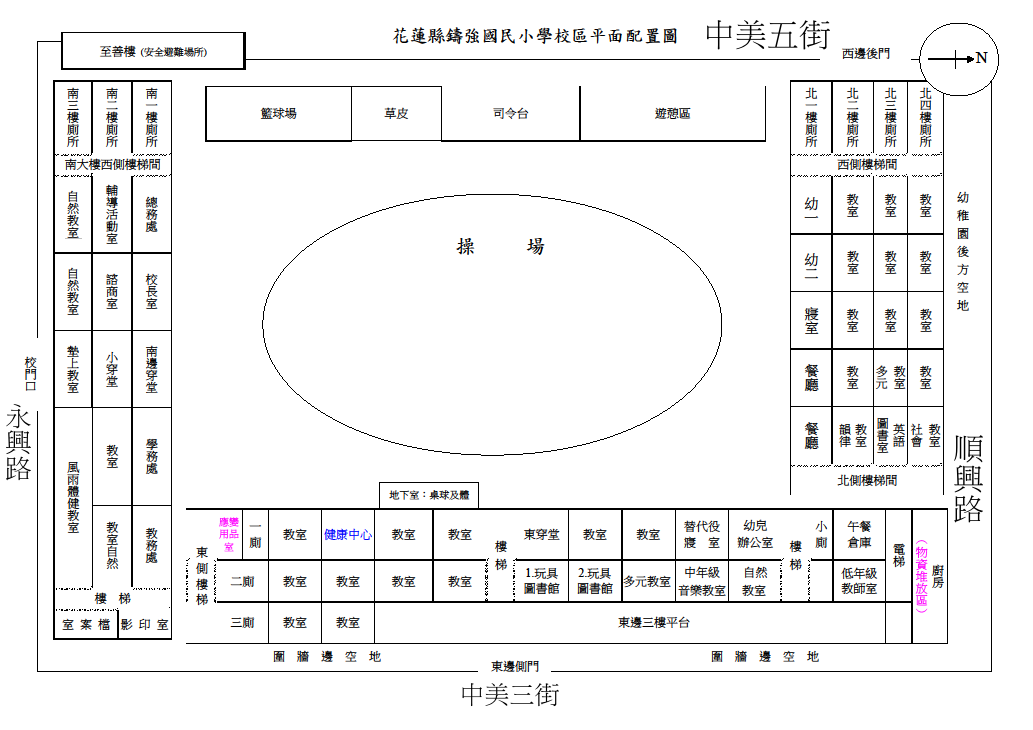 花蓮縣鑄強國民小學校區平面配置圖
中美五街
西邊後門
N
至善樓 (安全避難場所)
南三樓廁所
南二樓廁所
南一樓廁所
南大樓西側樓梯間
自然教室
輔導活動室
總務處
自然教室
諮商室
校長室
墊上教室
小穿堂
南邊穿堂
風雨體健教室
教室
學務處
教室自然
教務處
樓 梯
室 案 檔
影 印 室
校門口
永興路
籃球場
草皮
司令台
遊憩區
操 場
北一樓廁所
北二樓廁所
北三樓廁所
北四樓廁所
西側樓梯間
幼一
教室
教室
教室
幼二
教室
教室
教室
寢室
教室
教室
教室
餐廳
教室
多元教室
教室
餐廳
韻律教室
圖書室 英語
社會教室
北側樓梯間
幼稚園後方空地
順興路
地下室：桌球及體
東側樓梯
應變用品室
一廁
教室
健康中心
教室
教室
樓梯
東穿堂
教室
教室
替代役
寢 室
幼兒
辦公室
樓梯
小廁
午餐
倉庫
電梯
廚房
（物資堆放區）
二廁
教室
教室
教室
教室
1.玩具
圖書館
2.玩具
圖書館
多元教室
中年級
音樂教室
自然
教室
低年級
教師室
三廁
教室
教室
東邊三樓平台
圍 牆 邊 空 地
圍 牆 邊 空 地
東邊側門
中美三街